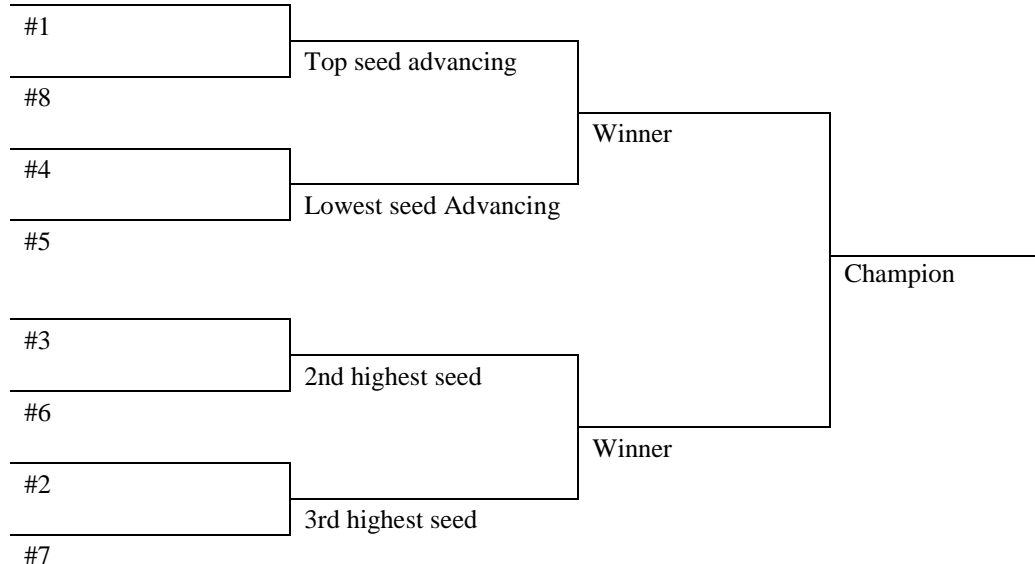 #1
Top seed advancing
#8
Winner
#4
Lowest seed Advancing
#5
Champion
#3
2nd highest seed
#6
Winner
#2
3rd highest seed
#7